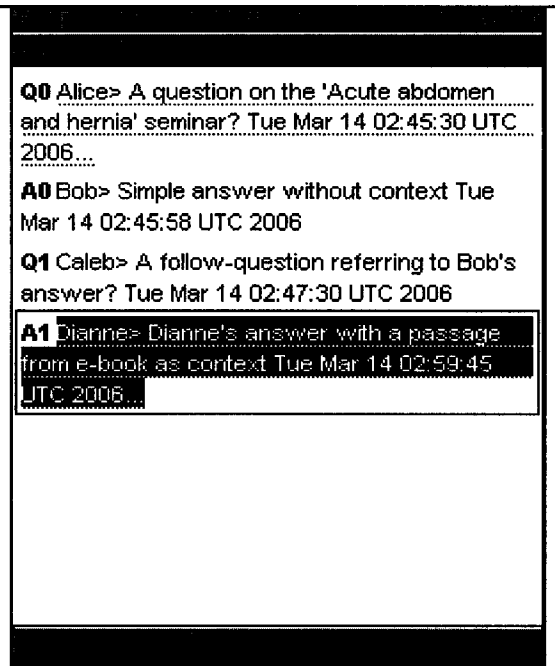 Q0 Alice> A question on the 'Acute abdomen
and hernia' seminar? Tue Mar 14 02:45:30 UTC
2006...
A0 Bob> Simple answer without context Tue
Mar 14 02:45:58 UTC 2006
Q1 Caleb> A follow-question referring to Bob's
answer? Tue Mar 14 02:47:30 UTC 2006
A1 Dianne> Dianne's answer with a passage
from e-book as context Tue Mar 14 02:59:45
UTC 2006...